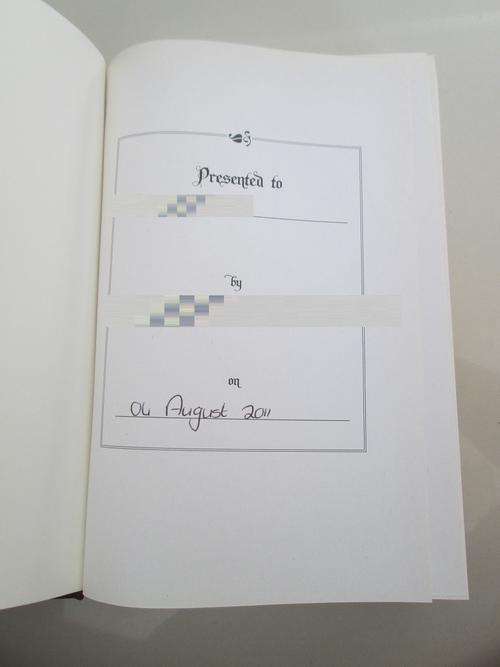 Presented to
by
on
04 August 2011